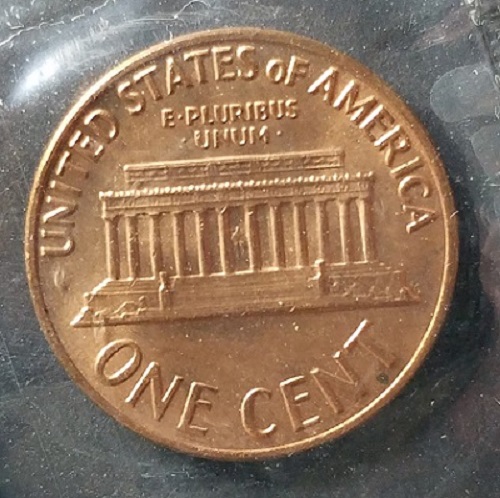 UNITED STATES OF AMERICA
E·PLURIBUS
·UNUM·
ONE CENT